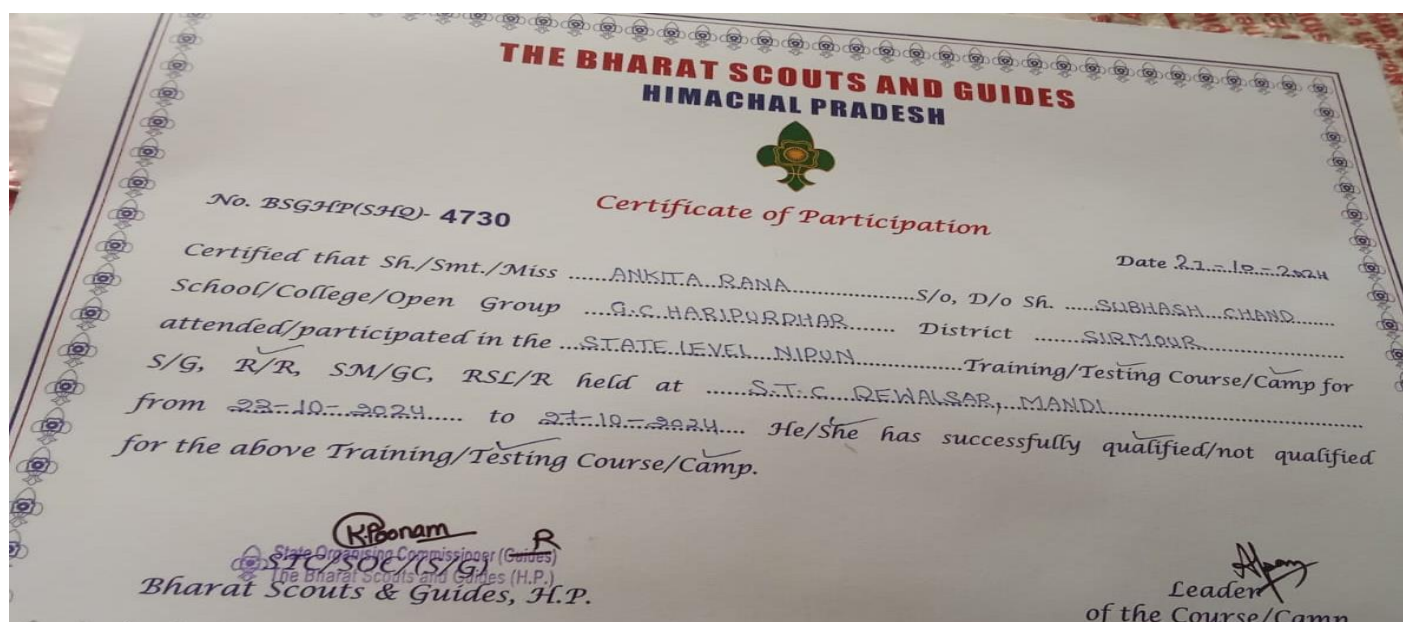 THE BHARAT SCOUTS AND GUIDES
HIMACHAL PRADESH
Certificate of Participation
No. BSGHP(SHQ)- 4730
Date 27-10-2024
Certified that Sh./Smt./Miss ......ANKITA RANA......................S/o, D/o Sh. .....SUBHASH CHAND.......
School/College/Open Group ...G.C. HARIPURDHAR....... District .......SIRMOUR.....................
attended/participated in the ...STATE LEVEL NIPUN.................Training/Testing Course/Camp for
S/G, R/R, SM/GC, RSL/R held at ......S.T.C REWALSAR, MANDI...............................
from 23-10-2024..... to 27-10-2024.... He/She has successfully qualified/not qualified
for the above Training/Testing Course/Camp.
K.Poonam
State Organising Commissioner (Guides)
STC/SOC/(S/G)
The Bharat Scouts and Guides (H.P.)
Bharat Scouts & Guides, H.P.
Leader
of the Course/Camp